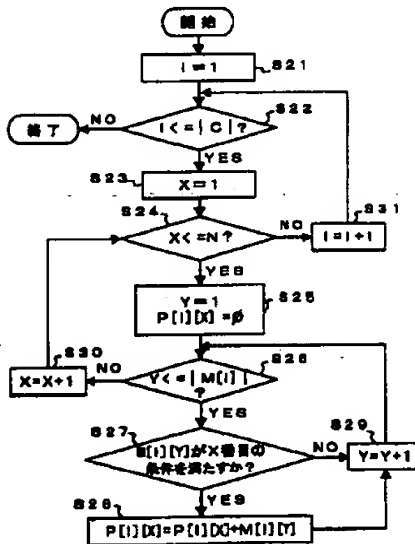 開始
I=1
S21
I<=|C|?
S22
NO
終了
YES
S23
X=1
S24
X<=N?
NO
S31
I=I+1
YES
Y=1
P[I][X]=φ
S25
S30
X=X+1
NO
Y<=|M[I]|
?
S26
YES
S27
M[I][Y]がX番目の
条件を満たすか?
NO
S29
Y=Y+1
YES
S28
P[I][X]=P[I][X]+M[I][Y]